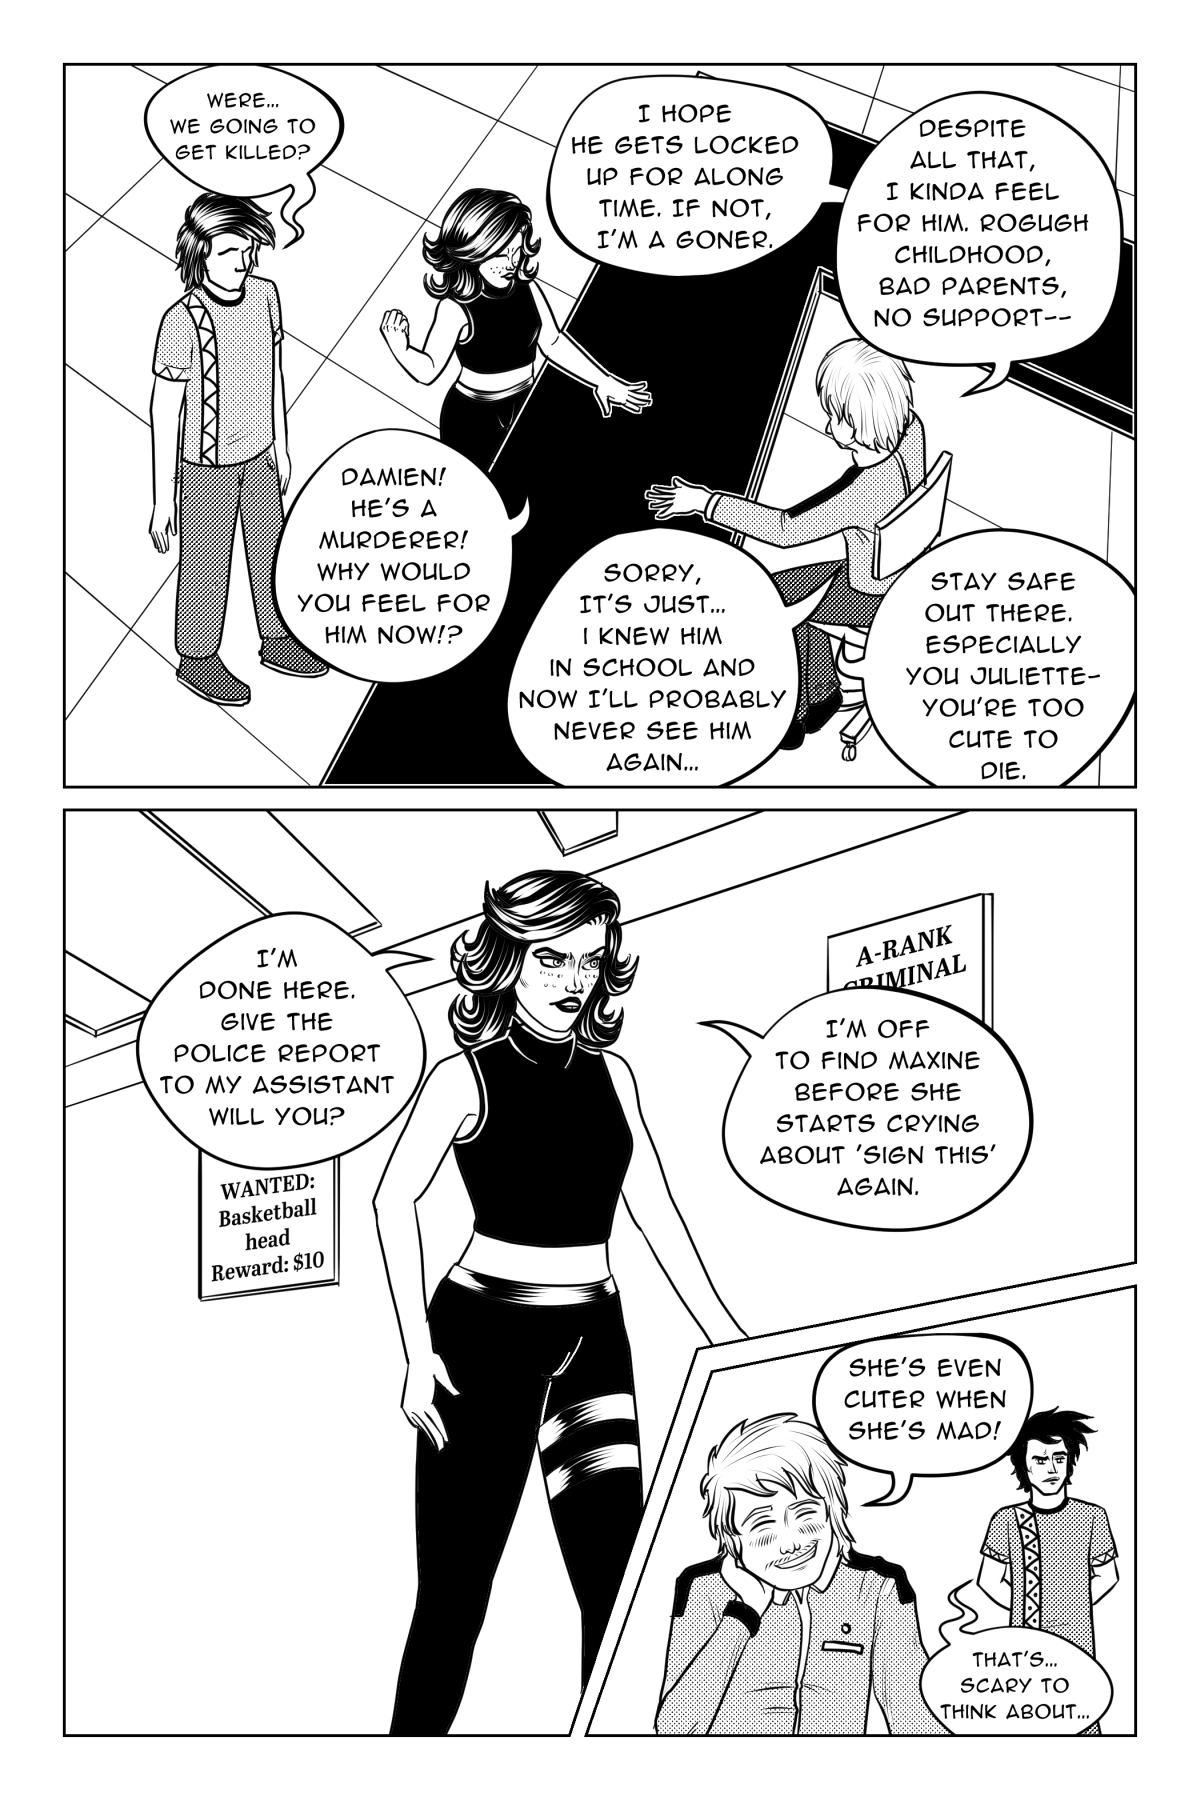 WERE...
WE GOING TO
GET KILLED?
I HOPE
HE GETS LOCKED
UP FOR ALONG
TIME. IF NOT,
I'M A GONER.
DESPITE
ALL THAT,
I KINDA FEEL
FOR HIM. ROGUGH
CHILDHOOD,
BAD PARENTS,
NO SUPPORT--
DAMIEN!
HE'S A
MURDERER!
WHY WOULD
YOU FEEL FOR
HIM NOW!?
SORRY,
IT'S JUST...
I KNEW HIM
IN SCHOOL AND
NOW I'LL PROBABLY
NEVER SEE HIM
AGAIN...
STAY SAFE
OUT THERE.
ESPECIALLY
YOU JULIETTE-
YOU'RE TOO
CUTE TO
DIE.
I'M
DONE HERE.
GIVE THE
POLICE REPORT
TO MY ASSISTANT
WILL YOU?
A-RANK
CRIMINAL
I'M OFF
TO FIND MAXINE
BEFORE SHE
STARTS CRYING
ABOUT 'SIGN THIS'
AGAIN.
WANTED:
Basketball
head
Reward: $10
SHE'S EVEN
CUTER WHEN
SHE'S MAD!
THAT'S...
SCARY TO
THINK ABOUT...